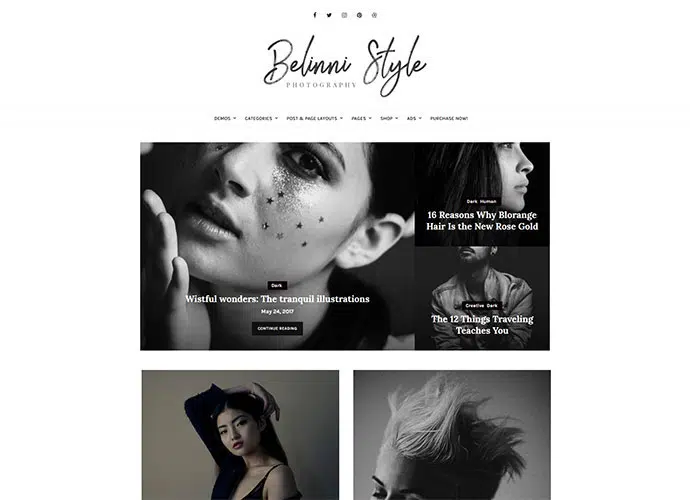 Belinni Style
PHOTOGRAPHY
DEMOS CATEGORIES POST & PAGE LAYOUTS PAGES SHOP ADS PURCHASE NOW!
Dark
Wistful wonders: The tranquil illustrations
May 24, 2017
CONTINUE READING
Dark Human
16 Reasons Why Blorange
Hair Is the New Rose Gold
Creative Dark
The 12 Things Traveling
Teaches You